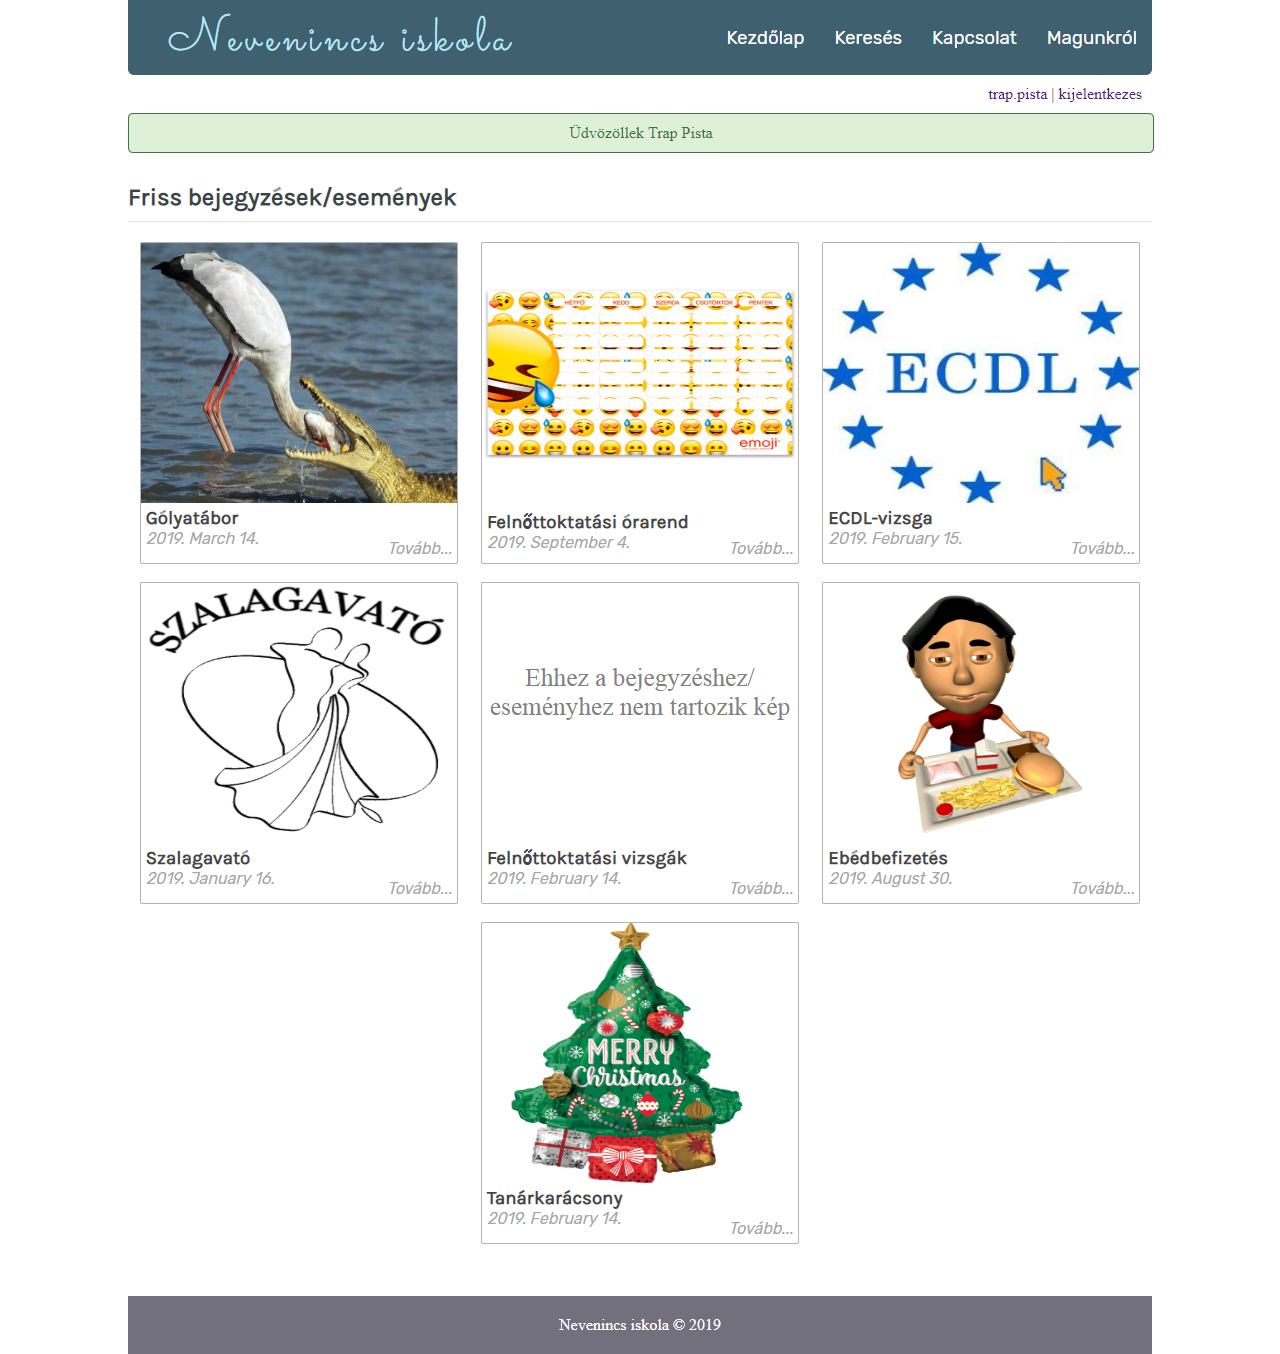 Nevenincs iskola
Kezdőlap Keresés Kapcsolat Magunkról
trap.pista | kijelentkezes
Üdvözöllek Trap Pista
Friss bejegyzések/események
Gólyatábor
2019. March 14.
Tovább...
HÉTFŐ KEDD SZERDA CSÜTÖRTÖK PÉNTEK
emoji
Felnőttoktatási órarend
2019. September 4.
Tovább...
ECDL
ECDL-vizsga
2019. February 15.
Tovább...
SZALAGAVATÓ
Szalagavató
2019. January 16.
Tovább...
Ehhez a bejegyzéshez/
eseményhez nem tartozik kép
Felnőttoktatási vizsgák
2019. February 14.
Tovább...
Ebédbefizetés
2019. August 30.
Tovább...
MERRY
Christmas
Tanárkarácsony
2019. February 14.
Tovább...
Nevenincs iskola © 2019